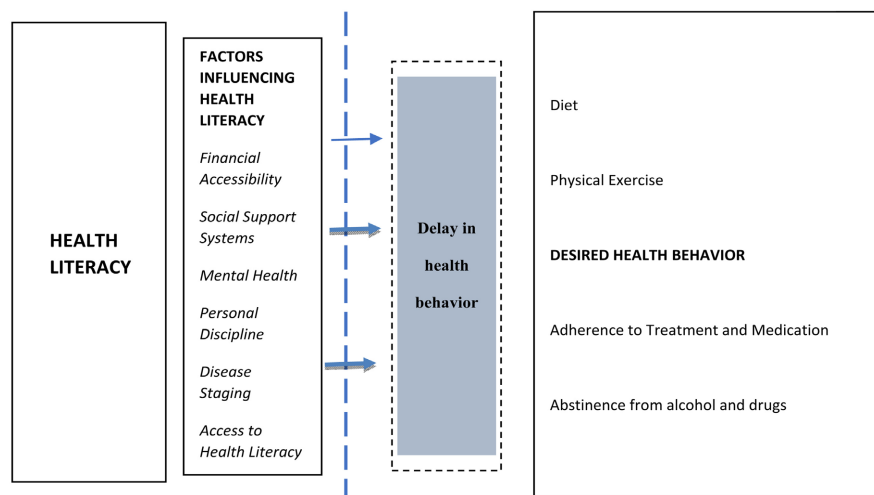 HEALTH
LITERACY
FACTORS
INFLUENCING
HEALTH
LITERACY
Financial
Accessibility
Social Support
Systems
Mental Health
Personal
Discipline
Disease
Staging
Access to
Health Literacy
Delay in
health
behavior
Diet
Physical Exercise
DESIRED HEALTH BEHAVIOR
Adherence to Treatment and Medication
Abstinence from alcohol and drugs